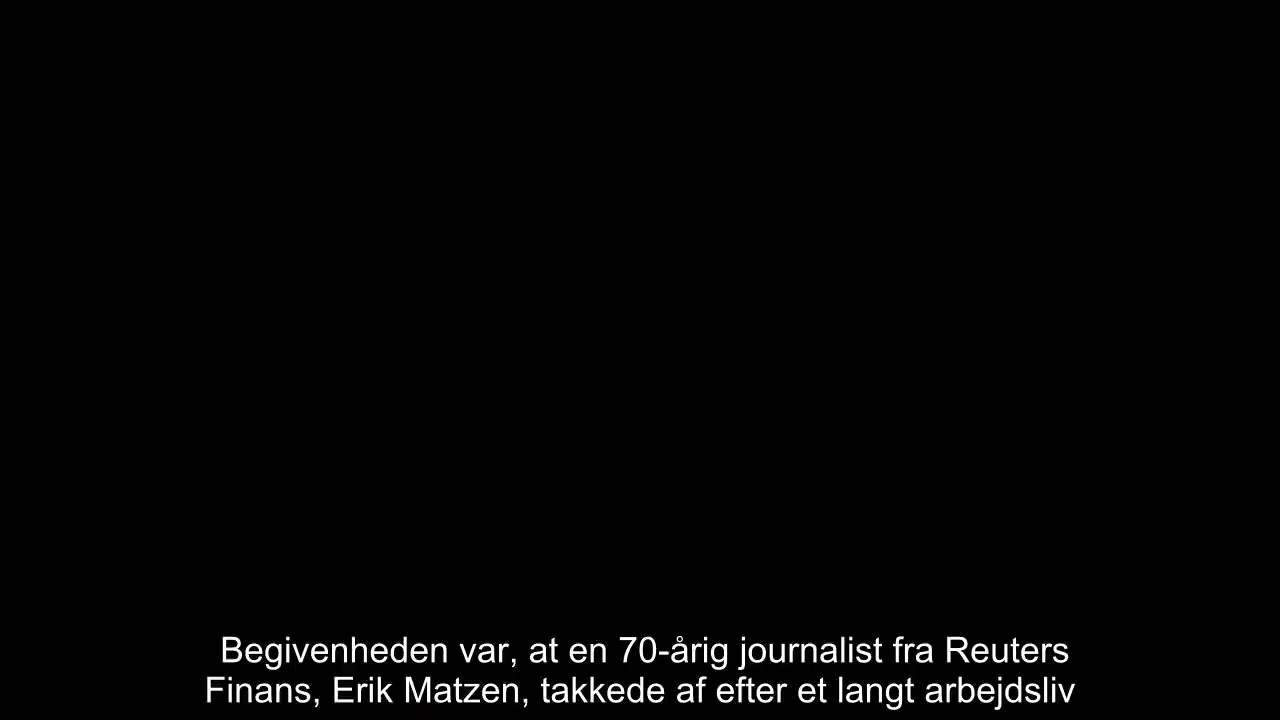 Begivenheden var, at en 70-årig journalist fra Reuters
Finans, Erik Matzen, takkede af efter et langt arbejdsliv